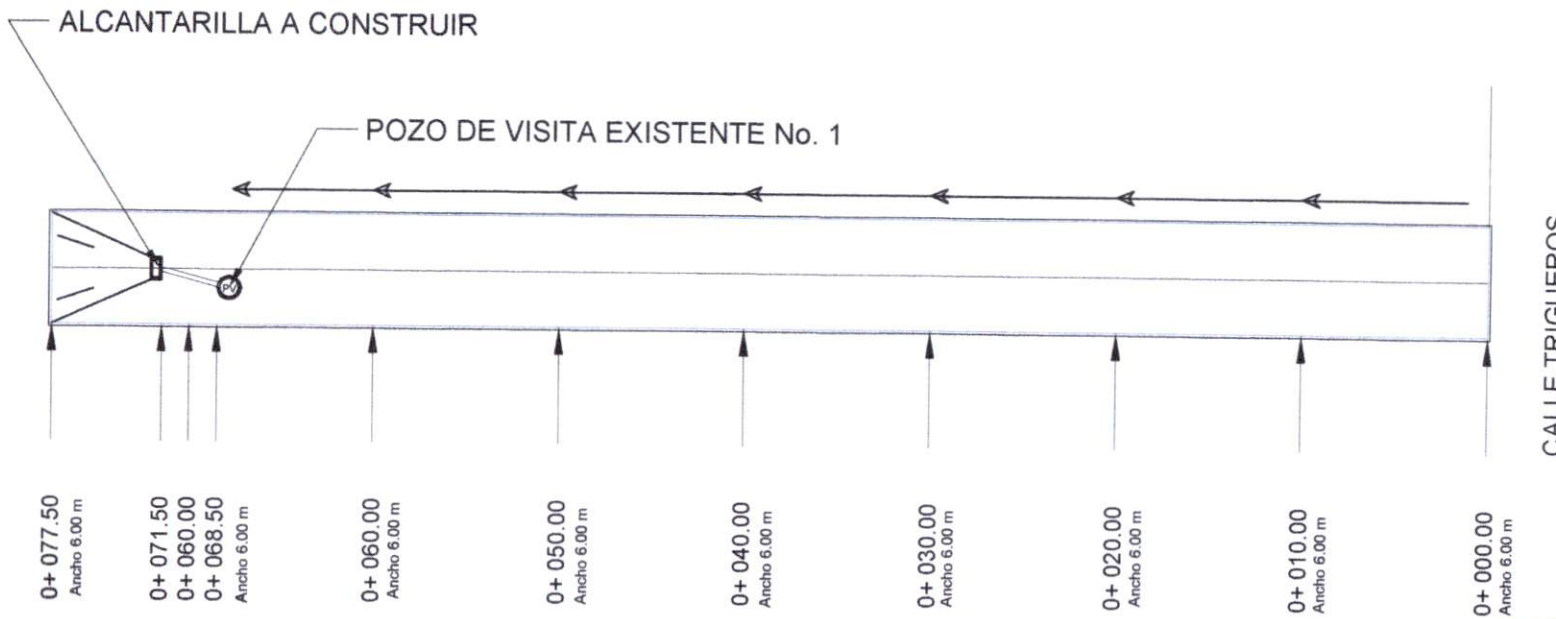 ALCANTARILLA A CONSTRUIR
POZO DE VISITA EXISTENTE No. 1
PV
CALLE TRIGUEROS
0+ 077.50
Ancho 6.00 m
0+ 071.50
0+ 060.00
0+ 068.50
Ancho 6.00 m
0+ 060.00
Ancho 6.00 m
0+ 050.00
Ancho 6.00 m
0+ 040.00
Ancho 6.00 m
0+ 030.00
Ancho 6.00 m
0+ 020.00
Ancho 6.00 m
0+ 010.00
Ancho 6.00 m
0+ 000.00
Ancho 6.00 m